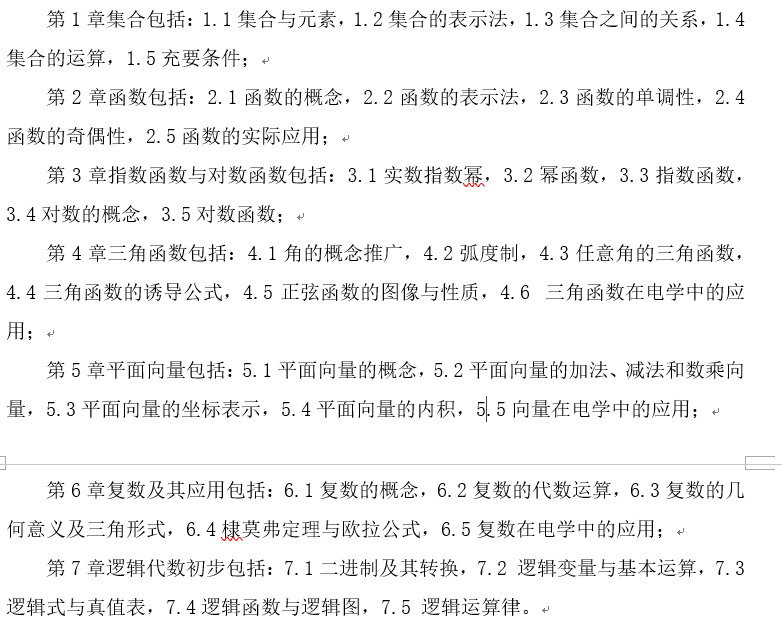 第1章集合包括：1.1集合与元素，1.2集合的表示法，1.3集合之间的关系，1.4
集合的运算，1.5充要条件；
第2章函数包括：2.1函数的概念，2.2函数的表示法，2.3函数的单调性，2.4
函数的奇偶性，2.5函数的实际应用；
第3章指数函数与对数函数包括：3.1实数指数幂，3.2幂函数，3.3指数函数，
3.4对数的概念，3.5对数函数；
第4章三角函数包括：4.1角的概念推广，4.2弧度制，4.3任意角的三角函数，
4.4三角函数的诱导公式，4.5正弦函数的图像与性质，4.6 三角函数在电学中的应
用；
第5章平面向量包括：5.1平面向量的概念，5.2平面向量的加法、减法和数乘向
量，5.3平面向量的坐标表示，5.4平面向量的内积，5.5向量在电学中的应用；
第6章复数及其应用包括：6.1复数的概念，6.2复数的代数运算，6.3复数的几
何意义及三角形式，6.4棣莫弗定理与欧拉公式，6.5复数在电学中的应用；
第7章逻辑代数初步包括：7.1二进制及其转换，7.2 逻辑变量与基本运算，7.3
逻辑式与真值表，7.4逻辑函数与逻辑图，7.5 逻辑运算律。